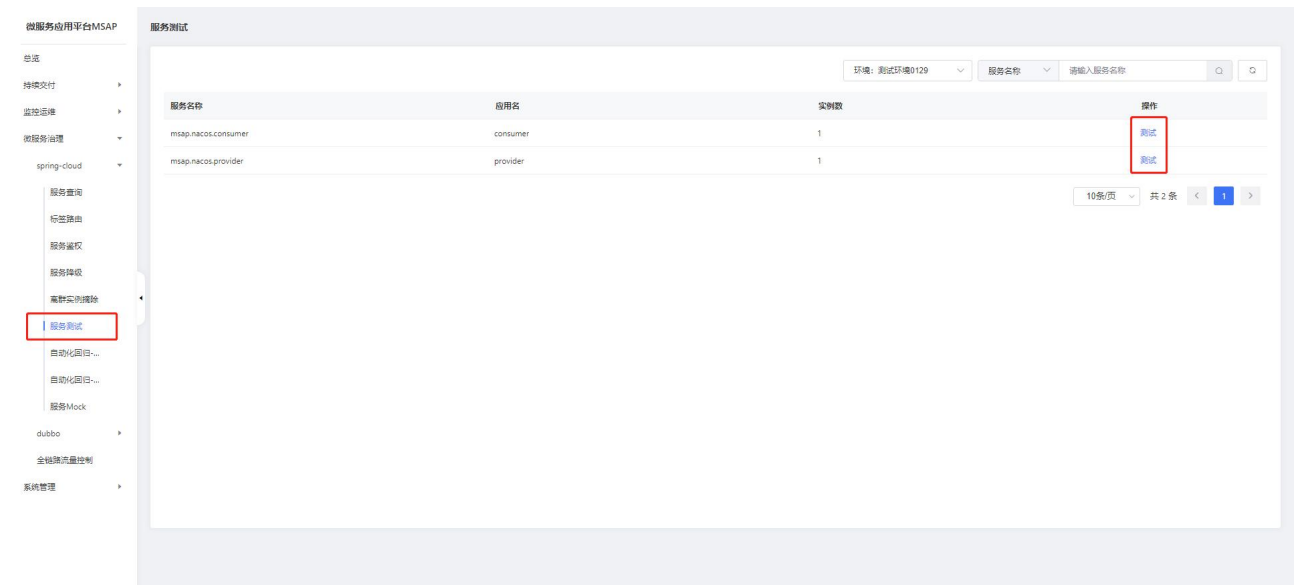 微服务应用平台MSAP
总览
持续交付
监控运维
微服务治理
spring-cloud
服务查询
标签路由
服务鉴权
服务降级
离群实例摘除
服务测试
自动化回归-...
自动化回归-...
服务Mock
dubbo
全链路流量控制
系统管理
服务测试
环境：测试环境0129 服务名称 请输入服务名称
服务名称 应用名 实例数 操作
msap.nacos.consumer consumer 1 测试
msap.nacos.provider provider 1 测试
10条/页 共 2 条 1